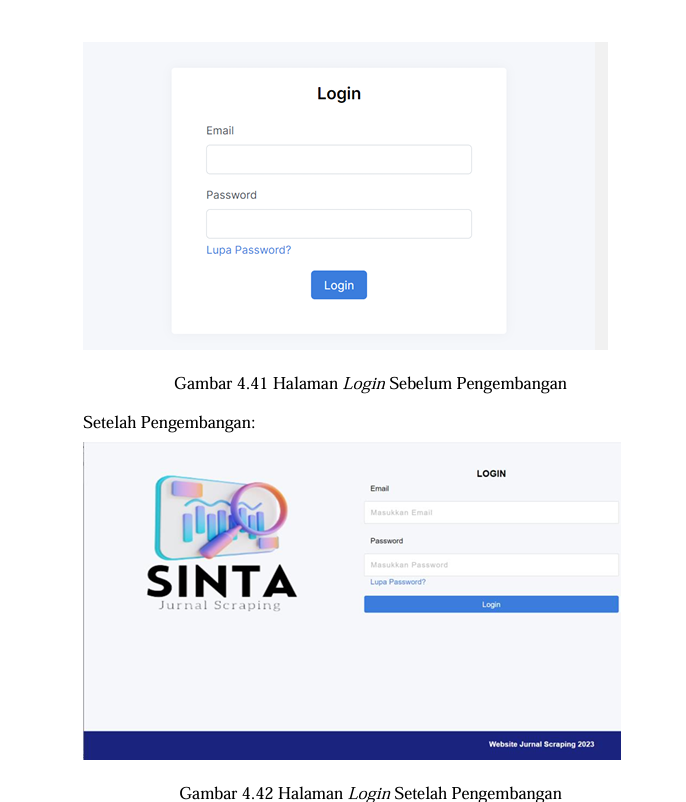 Login
Email
Password
Lupa Password?
Login
Gambar 4.41 Halaman Login Sebelum Pengembangan
Setelah Pengembangan:
LOGIN
Email
Masukkan Email
Password
Masukkan Password
Lupa Password?
Login
SINTA
Jurnal Scraping
Website Jurnal Scraping 2023
Gambar 4.42 Halaman Login Setelah Pengembangan